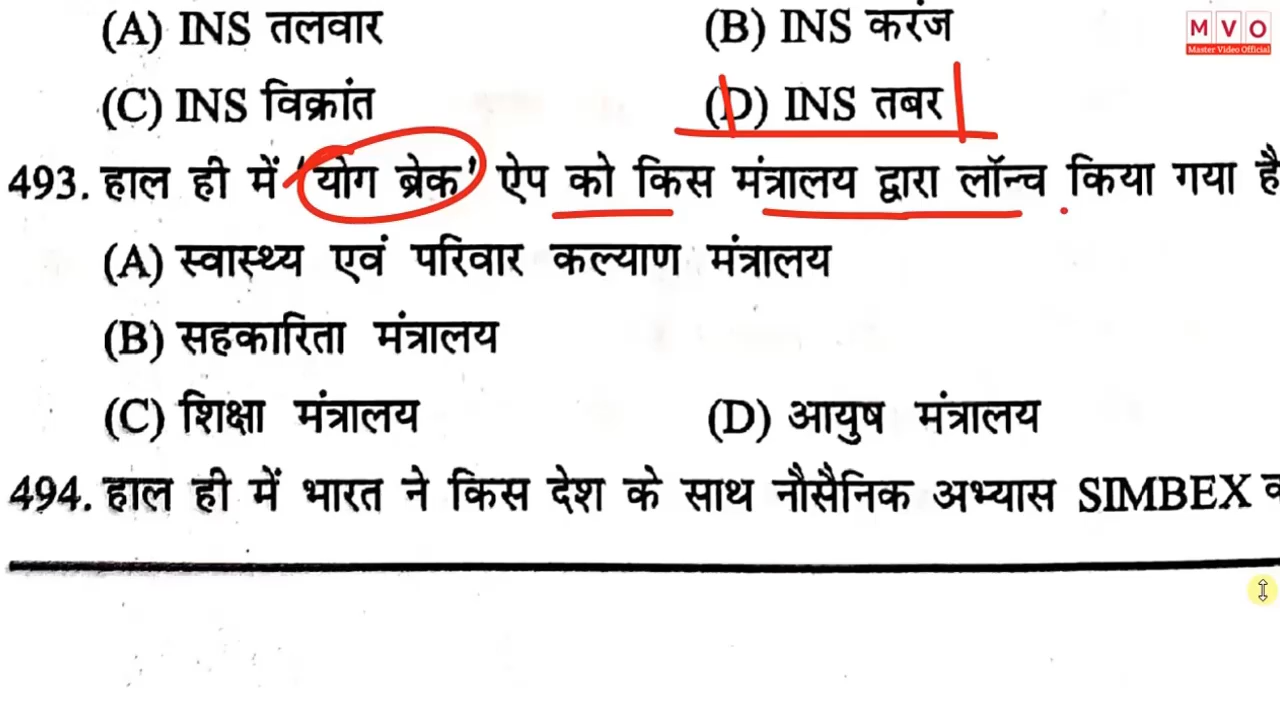 (A) INS तलवार (B) INS करंज
M V O
Master Video Official
(C) INS विक्रांत (D) INS तबर
493. हाल ही में 'योग ब्रेक' ऐप को किस मंत्रालय द्वारा लॉन्च किया गया है
(A) स्वास्थ्य एवं परिवार कल्याण मंत्रालय
(B) सहकारिता मंत्रालय
(C) शिक्षा मंत्रालय (D) आयुष मंत्रालय
494. हाल ही में भारत ने किस देश के साथ नौसैनिक अभ्यास SIMBEX